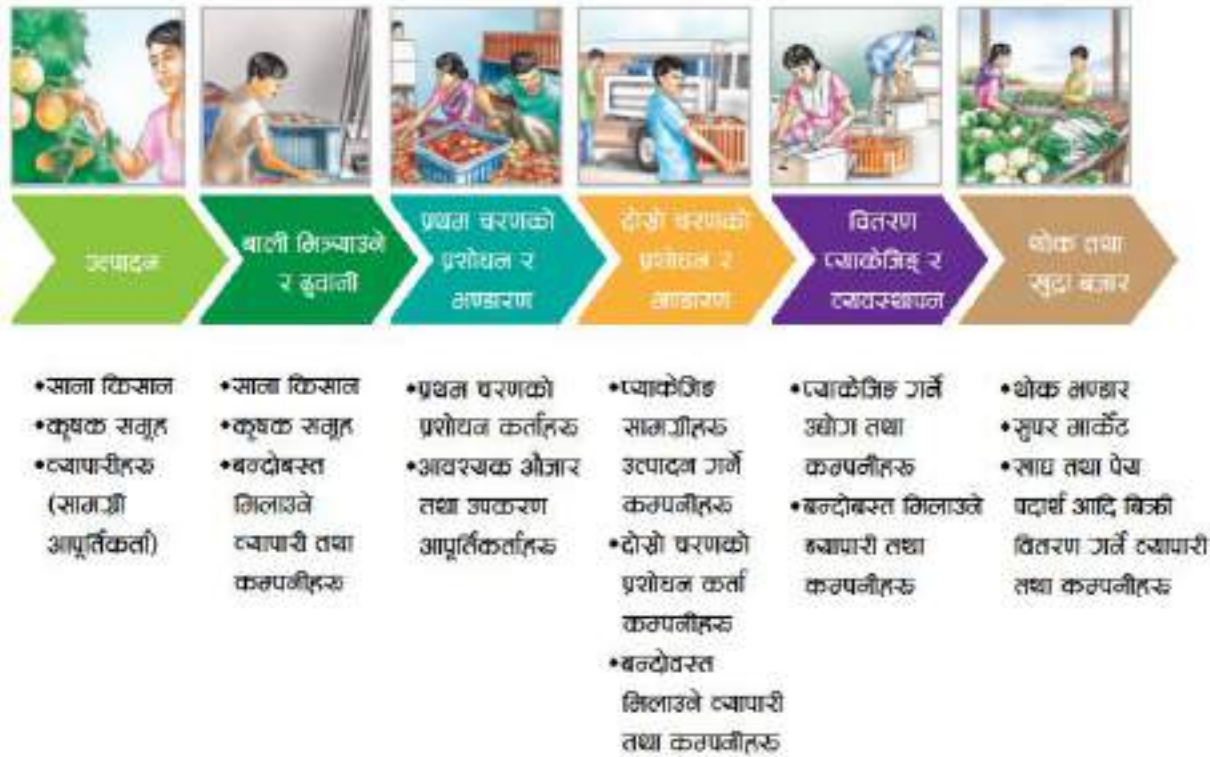 उत्पादन
बाली भित्र्याउने
र ढुवानी
प्रथम चरणको
प्रशोधन र
भण्डारण
दोस्रो चरणको
प्रशोधन र
भाण्डारण
वितरण
प्याकेजिङ् र
व्यवस्थापन
थोक तथा
खुद्रा बजार
•साना किसान
•कृषक समूह
•व्यापारीहरु
(सामग्री
आपूर्तिकर्ता)
•साना किसान
•कृषक समूह
•बन्दोबस्त
मिलाउने
व्यापारी तथा
कम्पनीहरु
•प्रथम चरणको
प्रशोधन कर्ताहरु
•आवश्यक औजार
तथा उपकरण
आपूर्तिकर्ताहरु
•प्याकेजिङ
सामग्रीहरु
उत्पादन गर्ने
कम्पनीहरु
•दोस्रो चरणको
प्रशोधन कर्ता
कम्पनीहरु
•बन्दोवस्त
मिलाउने व्यापारी
तथा कम्पनीहरु
•प्याकेजिङ गर्ने
उद्योग तथा
कम्पनीहरु
•बन्दोबस्त मिलाउने
ब्यापारी तथा
कम्पनीहरु
•थोक भण्डार
•सुपर मार्केट
•खाद्य तथा पेय
पदार्थ आदि बिक्री
वितरण गर्ने व्यापारी
तथा कम्पनीहरु